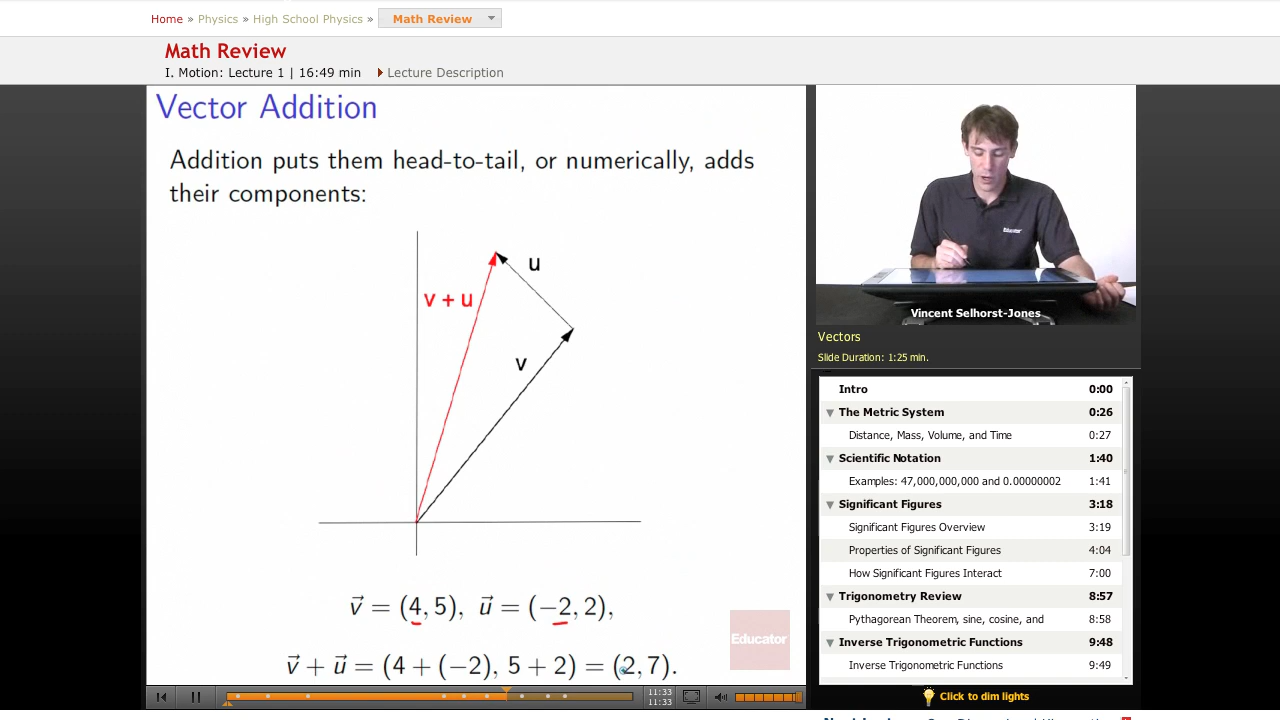 Home » Physics » High School Physics » Math Review
Math Review
I. Motion: Lecture 1 | 16:49 min Lecture Description
Vector Addition
Addition puts them head-to-tail, or numerically, adds
their components:
u
v + u
v
v⃗ = (4, 5), u⃗ = (−2, 2),
v⃗ + u⃗ = (4 + (−2), 5 + 2) = (2, 7).
Educator
11:33
11:33
Educator
Vincent Selhorst-Jones
Vectors
Slide Duration: 1:25 min.
Intro 0:00
The Metric System 0:26
Distance, Mass, Volume, and Time 0:27
Scientific Notation 1:40
Examples: 47,000,000,000 and 0.00000002 1:41
Significant Figures 3:18
Significant Figures Overview 3:19
Properties of Significant Figures 4:04
How Significant Figures Interact 7:00
Trigonometry Review 8:57
Pythagorean Theorem, sine, cosine, and 8:58
Inverse Trigonometric Functions 9:48
Inverse Trigonometric Functions 9:49
Click to dim lights